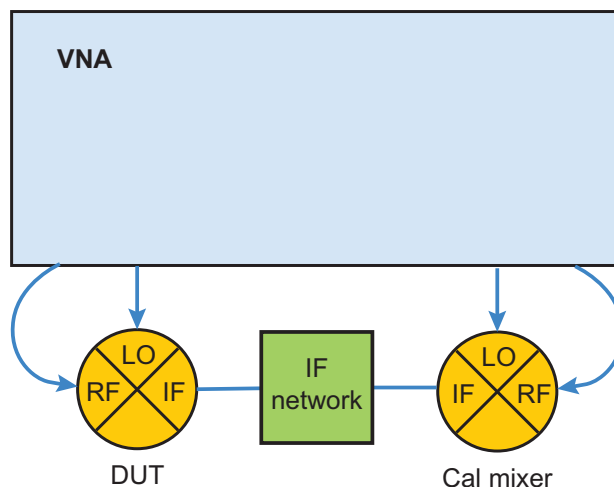 VNA
LO
RF
IF
IF
network
LO
IF
RF
DUT
Cal mixer